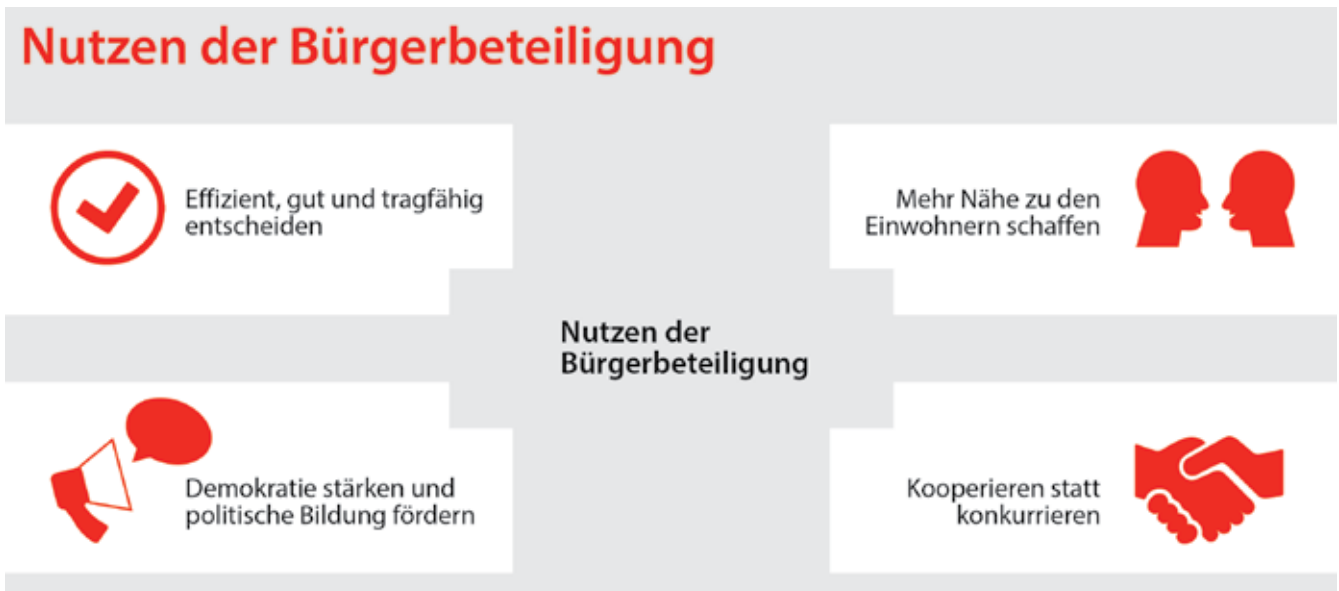 Nutzen der Bürgerbeteiligung
Effizient, gut und tragfähig
entscheiden
Mehr Nähe zu den
Einwohnern schaffen
Nutzen der
Bürgerbeteiligung
Demokratie stärken und
politische Bildung fördern
Kooperieren statt
konkurrieren